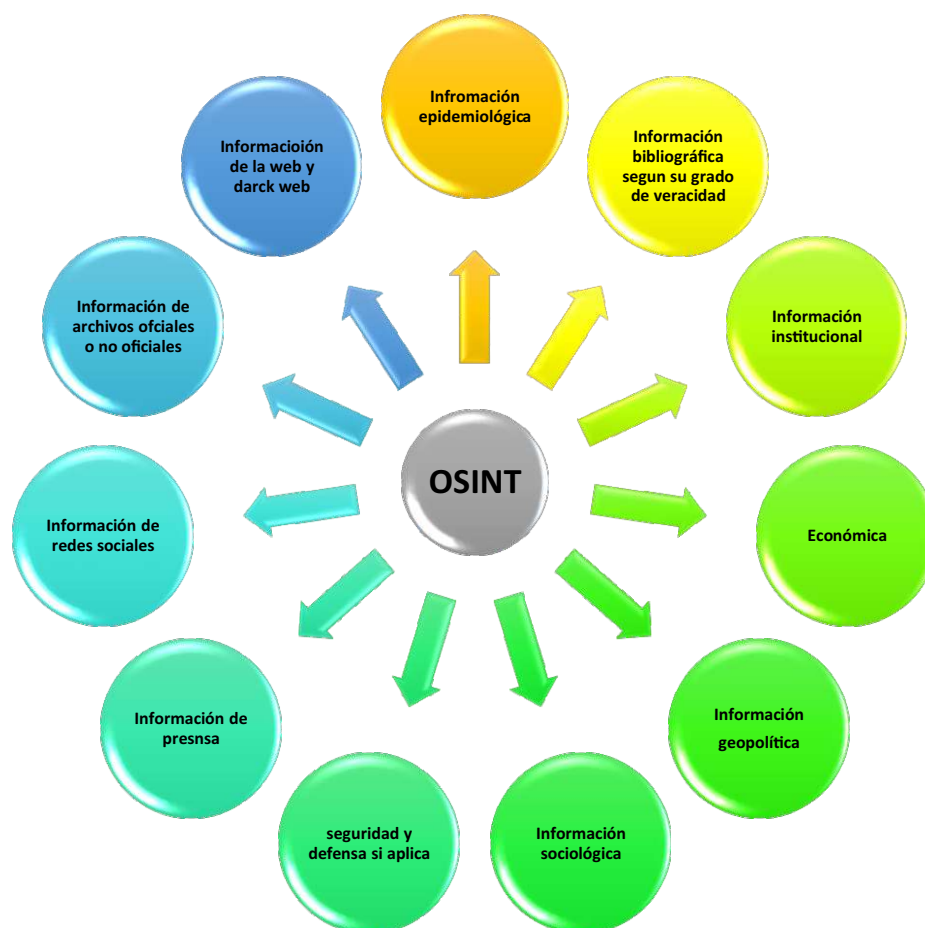 Infromación
epidemiológica
Información
bibliográfica
segun su grado
de veracidad
Información
institucional
Económica
Información
geopolítica
Información
sociológica
seguridad y
defensa si aplica
Información de
presnsa
Información de
redes sociales
Información de
archivos ofciales
o no oficiales
Informacioión
de la web y
darck web
OSINT